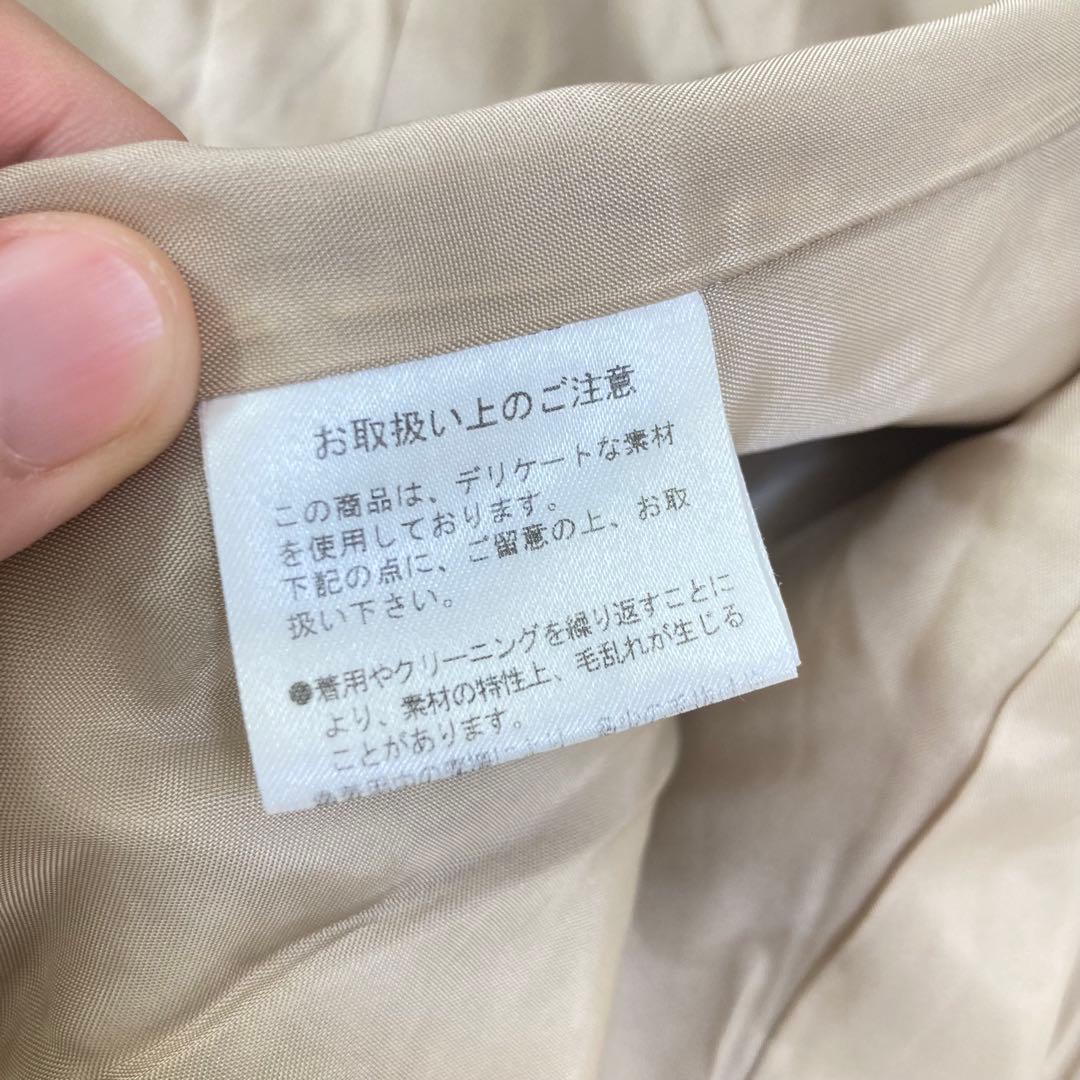 お取扱い上のご注意
この商品は、デリケートな素材
を使用しております。
下記の点に、ご留意の上、お取
扱い下さい。
●着用やクリーニングを繰り返すことに
より、素材の特性上、毛乱れが生じる
ことがあります。